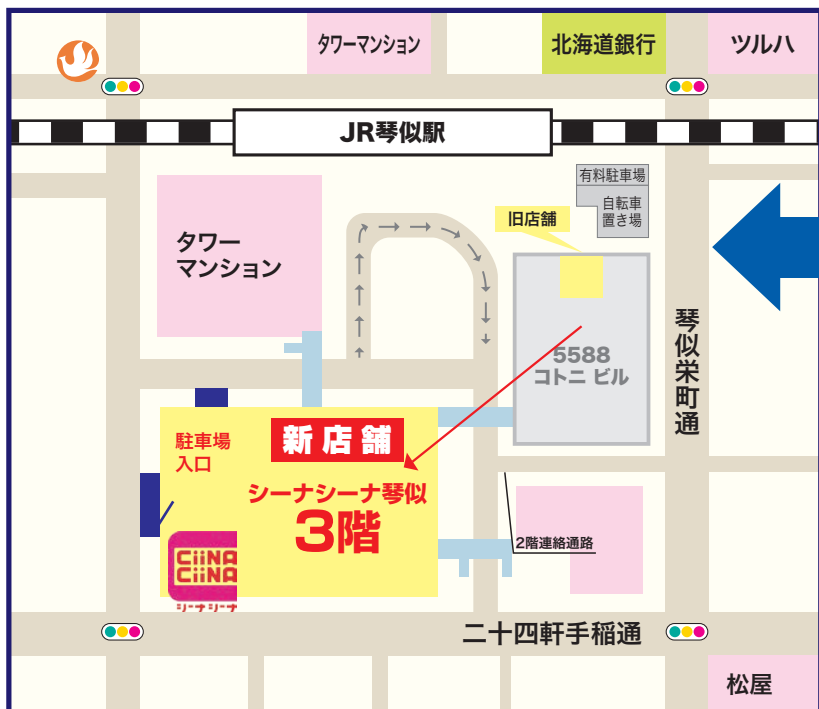 タワーマンション
北海道銀行
ツルハ
JR琴似駅
有料駐車場
自転車
置き場
旧店舗
タワー
マンション
5588
コトニ ビル
琴似栄町通
新店舗
駐車場
入口
シーナシーナ琴似
3階
2階連絡通路
CiiNA
CiiNA
シーナシーナ
二十四軒手稲通
松屋